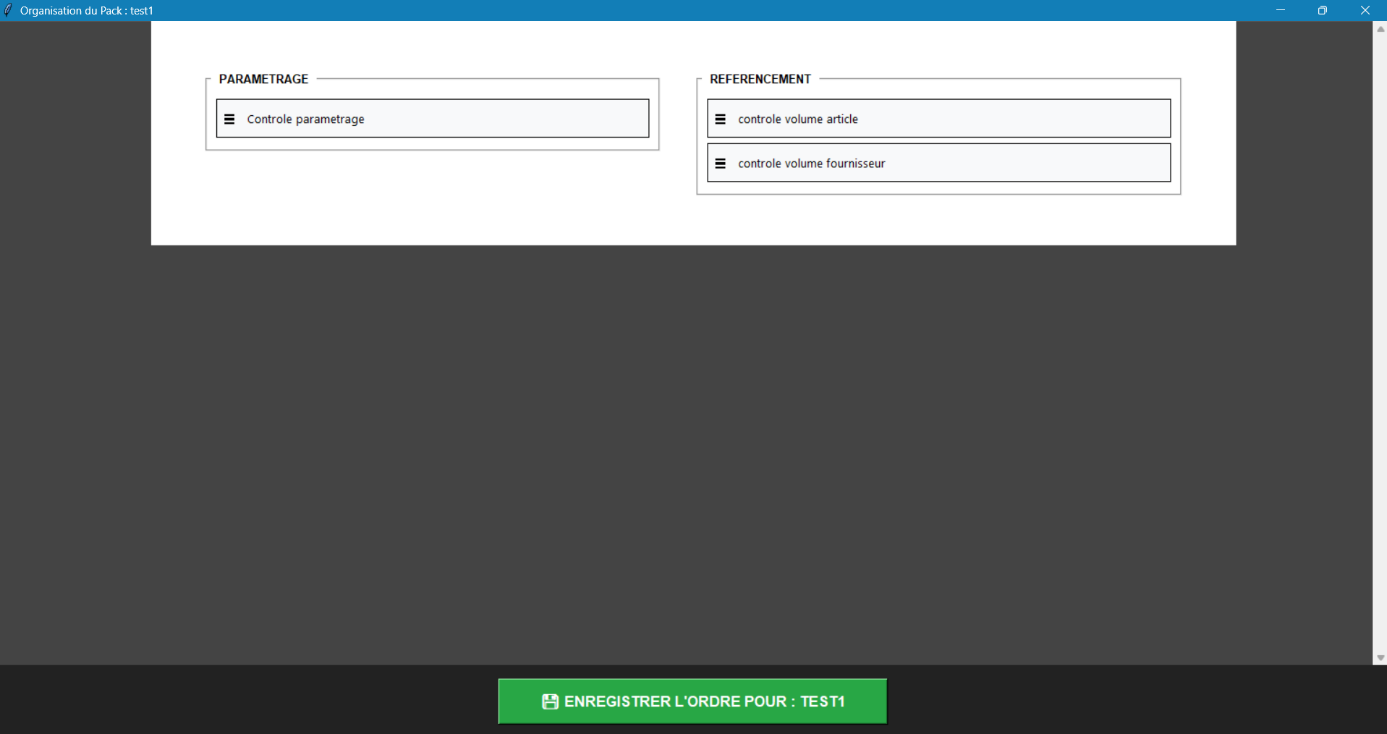 Organisation du Pack : test1
PARAMETRAGE
Controle parametrage
REFERENCEMENT
controle volume article
controle volume fournisseur
ENREGISTRER L'ORDRE POUR : TEST1